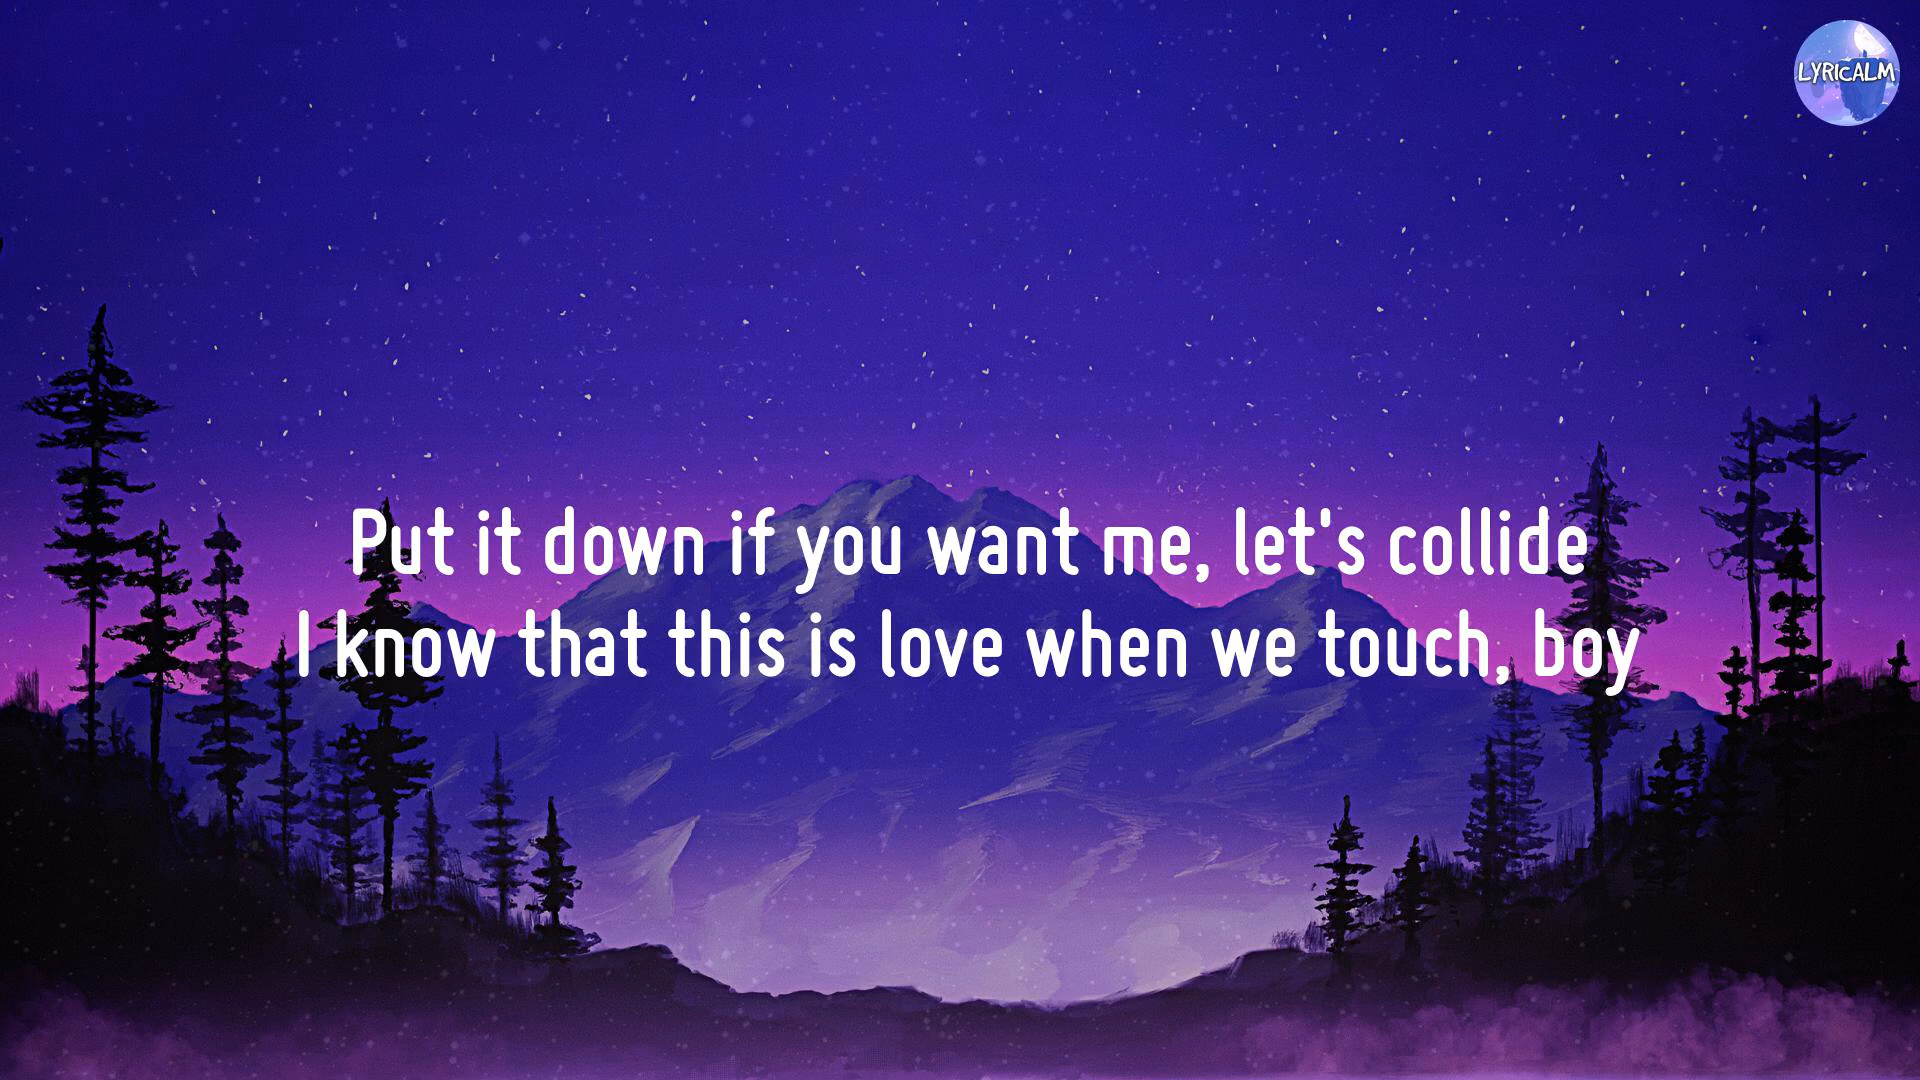 LYRICALM
Put it down if you want me, let's collide
I know that this is love when we touch, boy